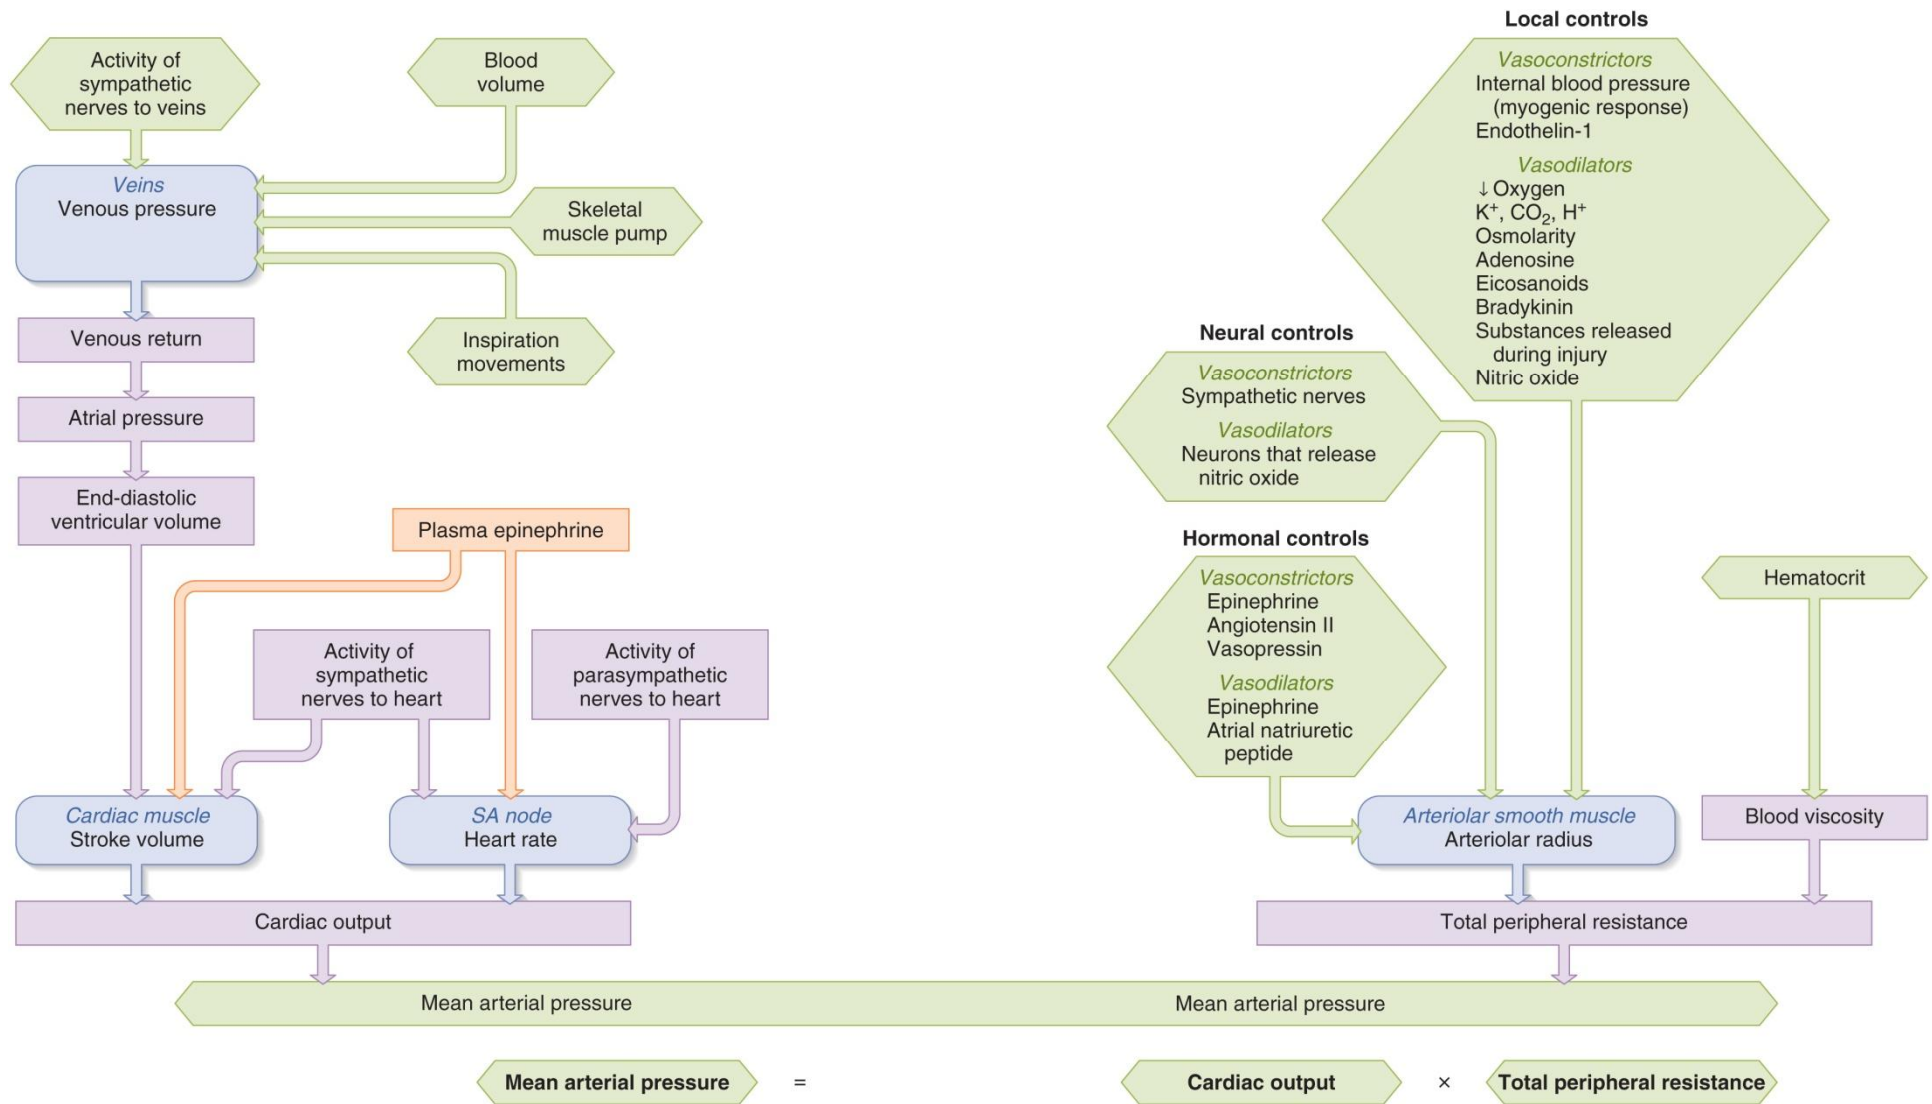 Activity of
sympathetic
nerves to veins
Blood
volume
Veins
Venous pressure
Skeletal
muscle pump
Inspiration
movements
Venous return
Atrial pressure
End-diastolic
ventricular volume
Plasma epinephrine
Activity of
sympathetic
nerves to heart
Activity of
parasympathetic
nerves to heart
Cardiac muscle
Stroke volume
SA node
Heart rate
Cardiac output
Local controls
Vasoconstrictors
Internal blood pressure
(myogenic response)
Endothelin-1
Vasodilators
↓Oxygen
K⁺, CO₂, H⁺
Osmolarity
Adenosine
Eicosanoids
Bradykinin
Substances released
during injury
Nitric oxide
Neural controls
Vasoconstrictors
Sympathetic nerves
Vasodilators
Neurons that release
nitric oxide
Hormonal controls
Vasoconstrictors
Epinephrine
Angiotensin II
Vasopressin
Vasodilators
Epinephrine
Atrial natriuretic
peptide
Hematocrit
Arteriolar smooth muscle
Arteriolar radius
Blood viscosity
Total peripheral resistance
Mean arterial pressure
Mean arterial pressure
Mean arterial pressure = Cardiac output × Total peripheral resistance